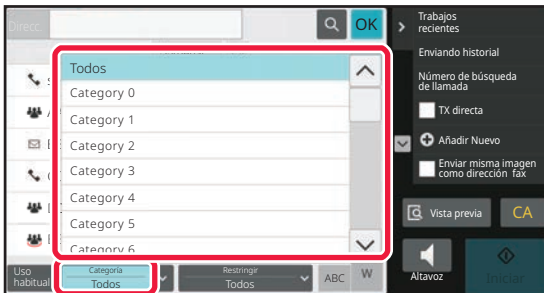 Direct.
OK
Todos
Category 0
Category 1
Category 2
Category 3
Category 4
Category 5
Category 6
Uso
habitual
Categoría
Todos
Restringir
Todos
ABC
W
Trabajos
recientes
Enviando historial
Número de búsqueda
de llamada
TX directa
Añadir Nuevo
Enviar misma imagen
como dirección fax
Vista previa
CA
Altavoz
Iniciar